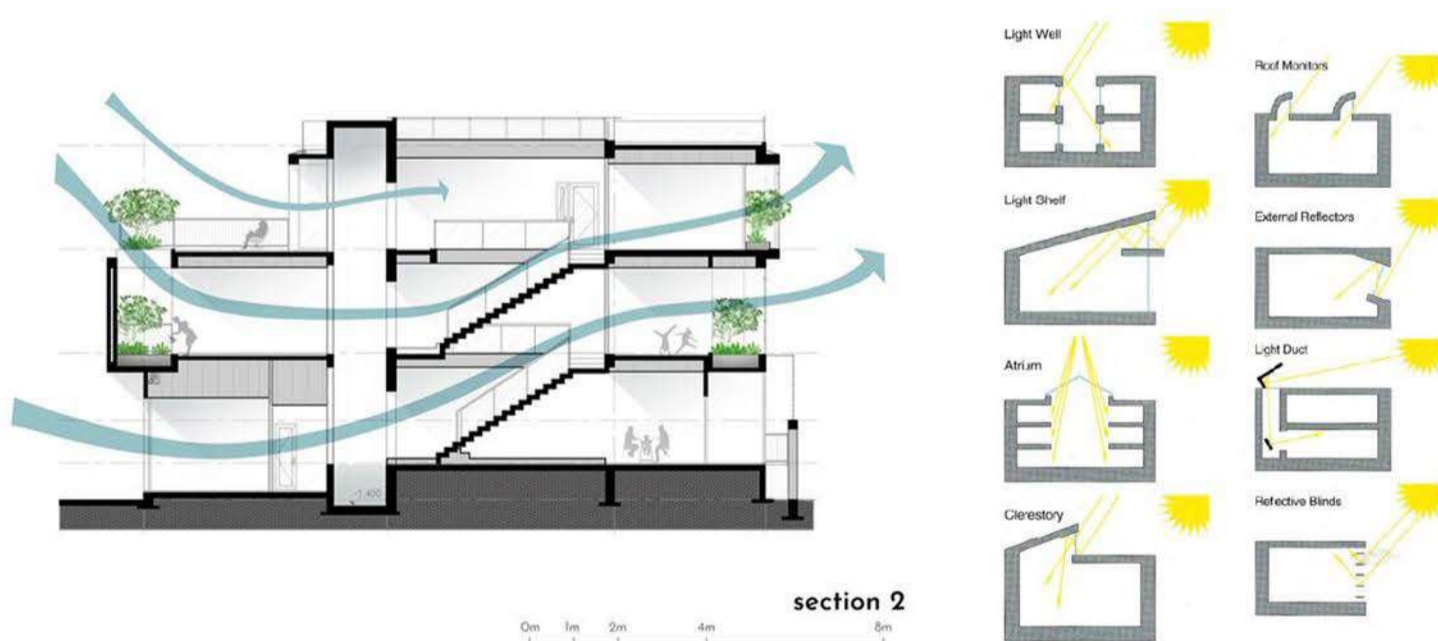 -1.400
section 2
0m 1m 2m 4m 8m
Light Well
Roof Monitors
Light Shelf
External Reflectors
Atrium
Light Duct
Clerestory
Reflective Blinds